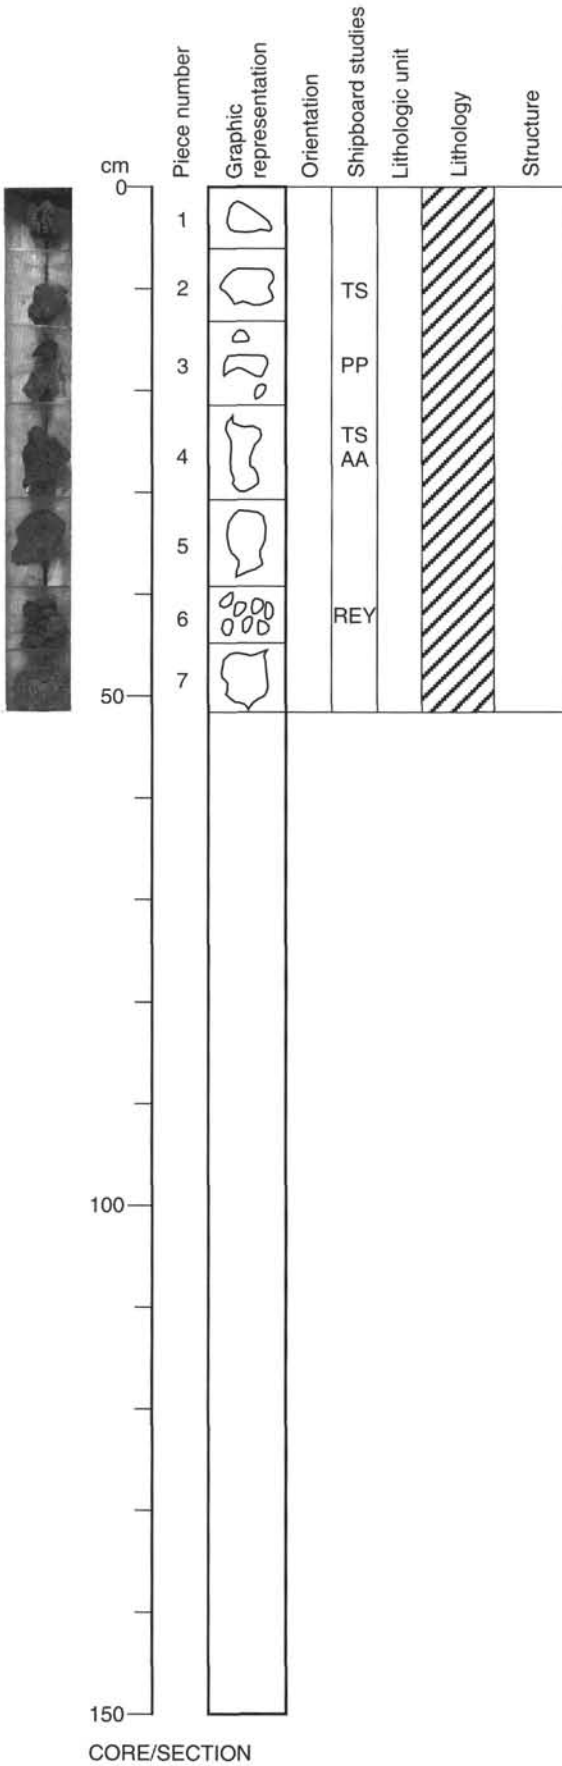 cm
Piece number
Graphic
representation
Orientation
Shipboard studies
Lithologic unit
Lithology
Structure
0
1
2
TS
3
PP
4
TS
AA
5
6
REY
7
50
100
150
CORE/SECTION